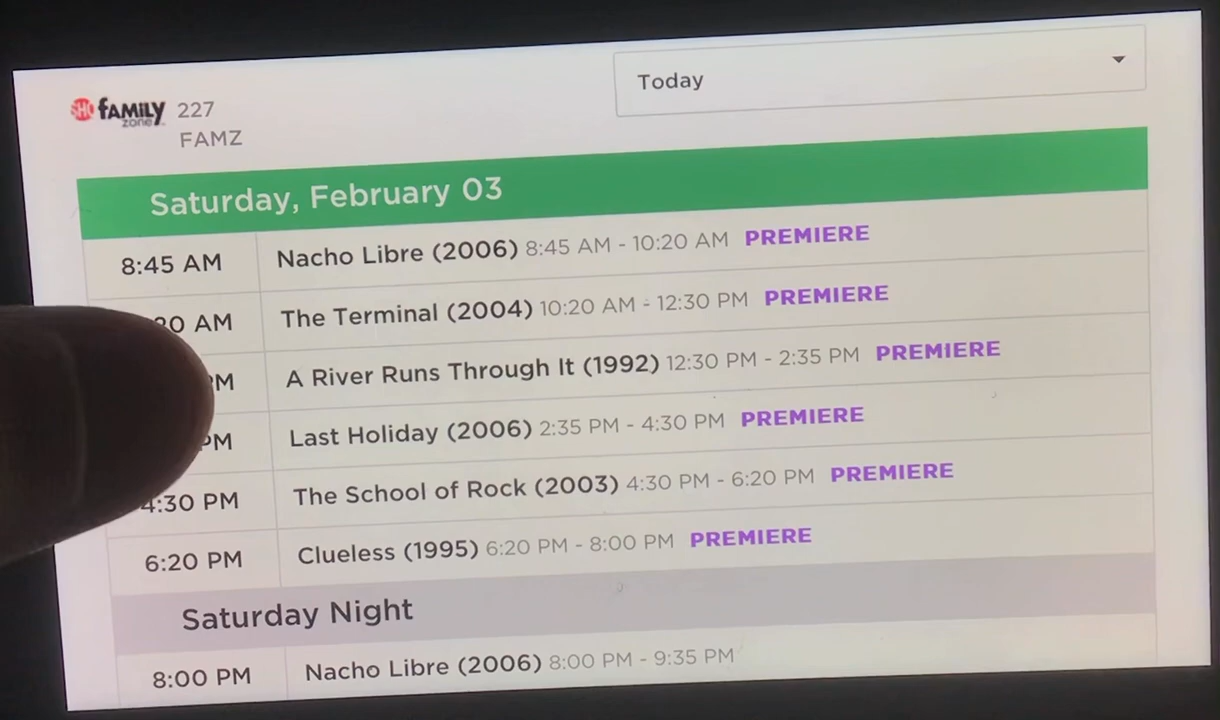 SHO FAMILY zone 227
FAMZ
Today
Saturday, February 03
8:45 AM Nacho Libre (2006) 8:45 AM - 10:20 AM PREMIERE
AM The Terminal (2004) 10:20 AM - 12:30 PM PREMIERE
A River Runs Through It (1992) 12:30 PM - 2:35 PM PREMIERE
PM Last Holiday (2006) 2:35 PM - 4:30 PM PREMIERE
4:30 PM The School of Rock (2003) 4:30 PM - 6:20 PM PREMIERE
6:20 PM Clueless (1995) 6:20 PM - 8:00 PM PREMIERE
Saturday Night
8:00 PM Nacho Libre (2006) 8:00 PM - 9:35 PM